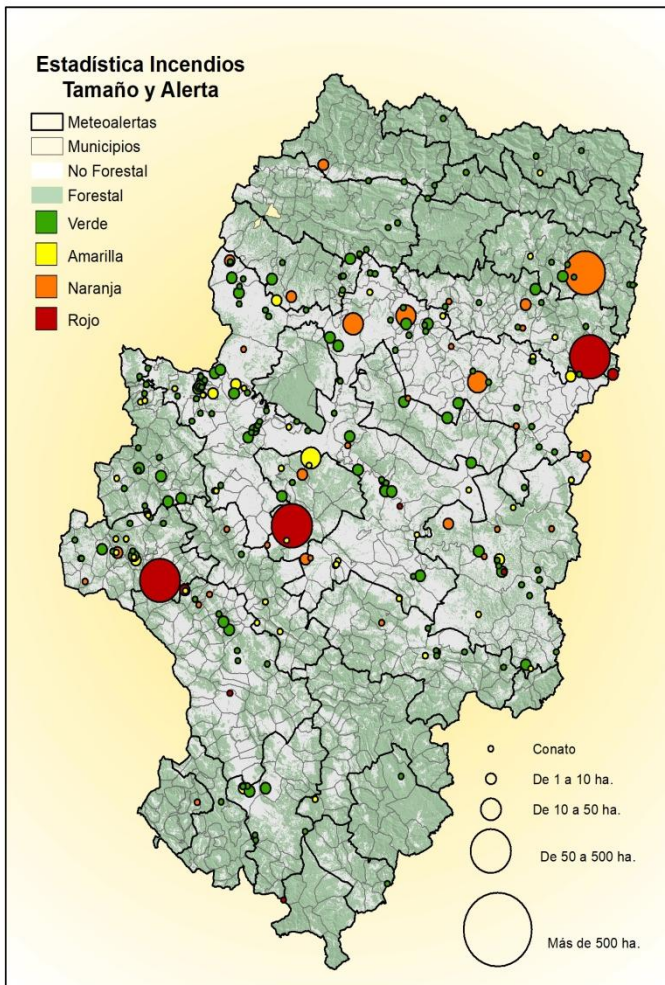 Estadística Incendios
Tamaño y Alerta
Meteoalertas
Municipios
No Forestal
Forestal
Verde
Amarilla
Naranja
Rojo
Conato
De 1 a 10 ha.
De 10 a 50 ha.
De 50 a 500 ha.
Más de 500 ha.